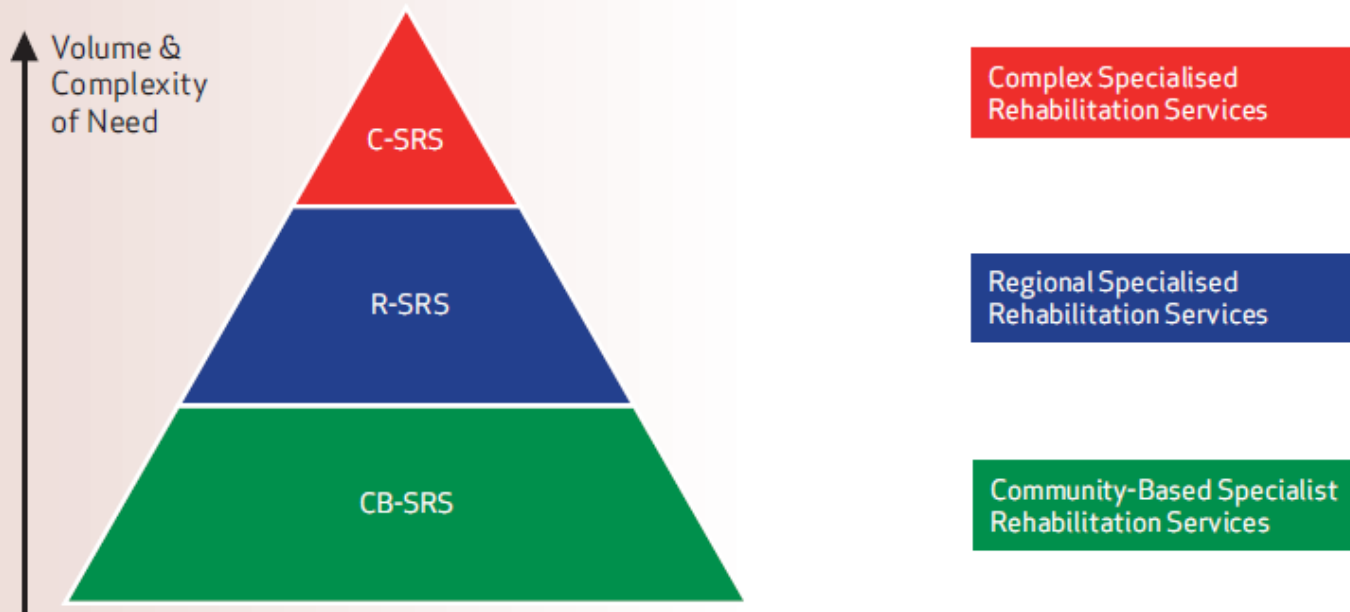 Volume &
Complexity
of Need
C-SRS
R-SRS
CB-SRS
Complex Specialised
Rehabilitation Services
Regional Specialised
Rehabilitation Services
Community-Based Specialist
Rehabilitation Services